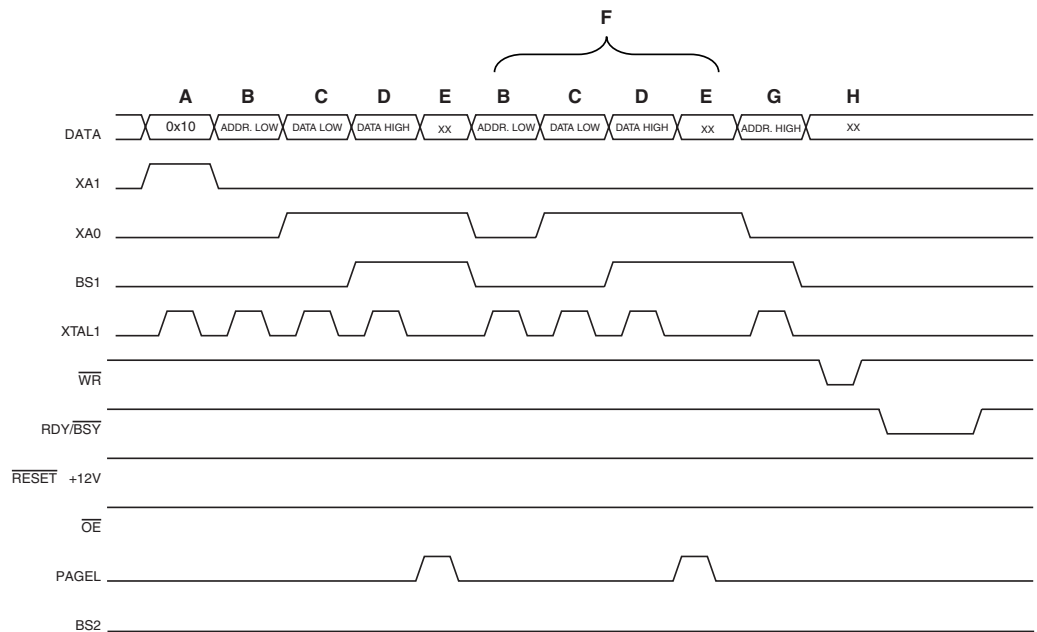 F
A B C D E B C D E G H
DATA 0x10 ADDR. LOW DATA LOW DATA HIGH XX ADDR. LOW DATA LOW DATA HIGH XX ADDR. HIGH XX
XA1
XA0
BS1
XTAL1
WR
RDY/BSY
RESET +12V
OE
PAGEL
BS2